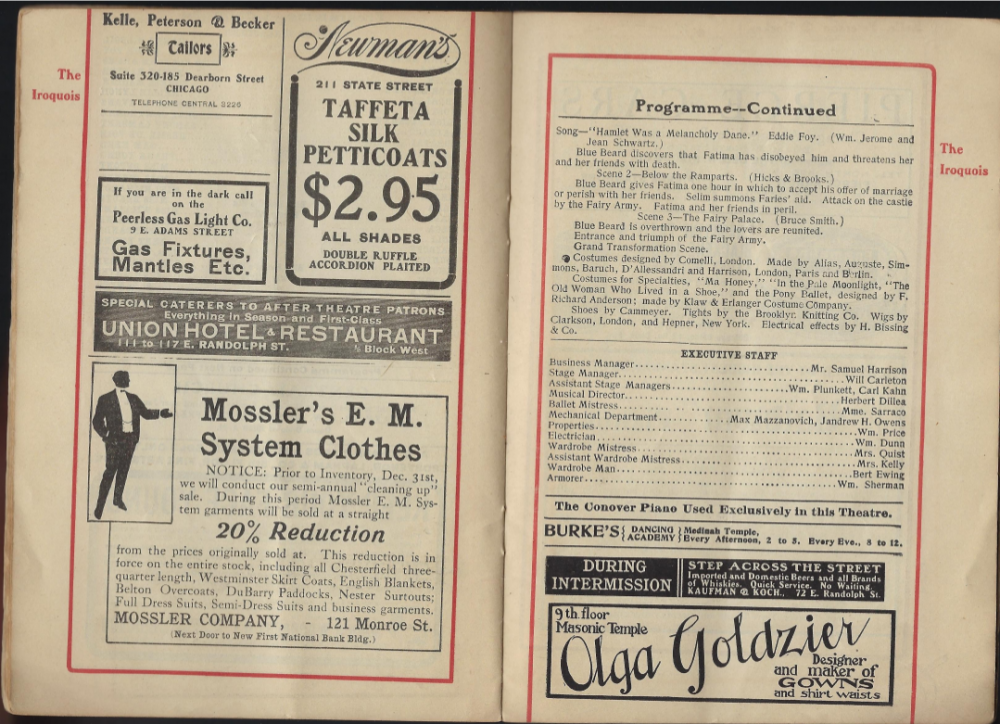 The
Iroquois
Kelle, Peterson & Becker
Tailors
Suite 320-185 Dearborn Street
CHICAGO
TELEPHONE CENTRAL 3225
If you are in the dark call
on the
Peerless Gas Light Co.
9 E. ADAMS STREET
Gas Fixtures,
Mantles Etc.
Newman's
211 STATE STREET
TAFFETA
SILK
PETTICOATS
$2.95
ALL SHADES
DOUBLE RUFFLE
ACCORDION PLAITED
SPECIAL CATERERS TO AFTER THEATRE PATRONS
Everything in Season and First-Class
UNION HOTEL & RESTAURANT
111 to 117 E. RANDOLPH ST. ½ Block West
Mossler's E. M.
System Clothes
NOTICE: Prior to Inventory, Dec. 31st,
we will conduct our semi-annual "cleaning up"
sale. During this period Mossler E. M. Sys-
tem garments will be sold at a straight
20% Reduction
from the prices originally sold at. This reduction is in
force on the entire stock, including all Chesterfield three-
quarter length, Westminster Skirt Coats, English Blankets,
Belton Overcoats, DuBarry Paddocks, Nester Surtouts;
Full Dress Suits, Semi-Dress Suits and business garments.
MOSSLER COMPANY, - 121 Monroe St.
(Next Door to New First National Bank Bldg.)
Programme--Continued
Song—"Hamlet Was a Melancholy Dane." Eddie Foy. (Wm. Jerome and
Jean Schwartz.)
Blue Beard discovers that Fatima has disobeyed him and threatens her
and her friends with death.
Scene 2—Below the Ramparts. (Hicks & Brooks.)
Blue Beard gives Fatima one hour in which to accept his offer of marriage
or perish with her friends. Selim summons Faries' aid. Attack on the castle
by the Fairy Army. Fatima and her friends in peril.
Scene 3—The Fairy Palace. (Bruce Smith.)
Blue Beard is overthrown and the lovers are reunited.
Entrance and triumph of the Fairy Army.
Grand Transformation Scene.
Costumes designed by Comelli, London. Made by Alias, Auguste, Sim-
mons, Baruch, D'Allessandri and Harrison, London, Paris and Berlin.
Costumes for Specialties, "Ma Honey," "In the Pale Moonlight, "The
Old Woman Who Lived in a Shoe," and the Pony Ballet, designed by F.
Richard Anderson; made by Klaw & Erlanger Costume Company.
Shoes by Cammeyer. Tights by the Brooklyn Knitting Co. Wigs by
Clarkson, London, and Hepner, New York. Electrical effects by H. Bissing
& Co.
EXECUTIVE STAFF
Business Manager....Mr. Samuel Harrison
Stage Manager....Will Carleton
Assistant Stage Managers....Wm. Plunkett, Carl Kahn
Musical Director....Herbert Dillea
Ballet Mistress....Mme. Sarraco
Mechanical Department....Max Mazzanovich, Jandrew H. Owens
Properties....Wm. Price
Electrician....Wm. Dunn
Wardrobe Mistress....Mrs. Quist
Assistant Wardrobe Mistress....Mrs. Kelly
Wardrobe Man....Bert Ewing
Armorer....Wm. Sherman
The Conover Piano Used Exclusively in this Theatre.
BURKE'S { DANCING ACADEMY } Medinah Temple,
Every Afternoon, 2 to 5. Every Eve., 8 to 12.
DURING
INTERMISSION
STEP ACROSS THE STREET
Imported and Domestic Beers and all Brands
of Whiskies. Quick Service. No Waiting
KAUFMAN & KOCH., 72 E. Randolph St.
9th floor
Masonic Temple
Olga Goldzier
Designer
and maker of
GOWNS
and shirt waists
The
Iroquois